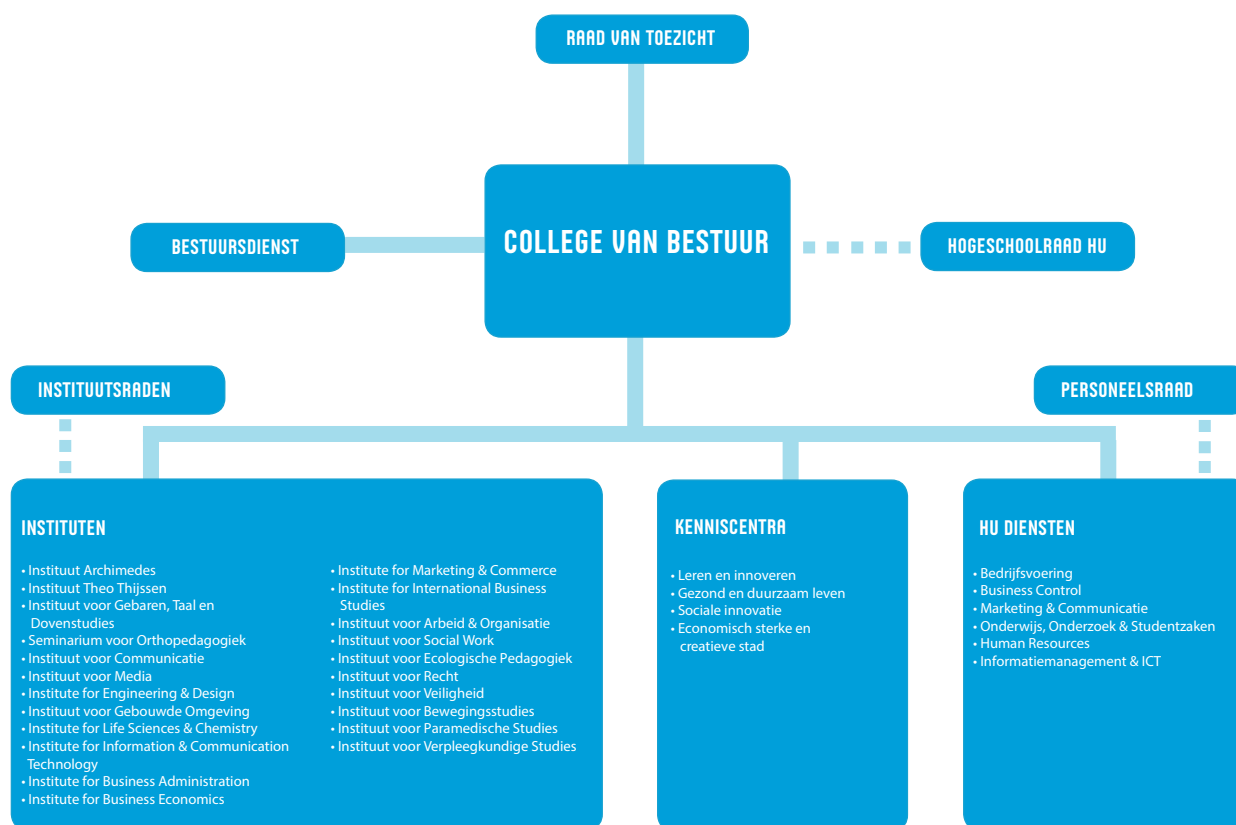 RAAD VAN TOEZICHT
COLLEGE VAN BESTUUR
BESTUURSDIENST
HOGESCHOOLRAAD HU
INSTITUUTSRADEN
PERSONEELSRAAD
INSTITUTEN
• Instituut Archimedes
• Instituut Theo Thijssen
• Instituut voor Gebaren, Taal en
Dovenstudies
• Seminarium voor Orthopedagogiek
• Instituut voor Communicatie
• Instituut voor Media
• Institute for Engineering & Design
• Instituut voor Gebouwde Omgeving
• Institute for Life Sciences & Chemistry
• Institute for Information & Communication
Technology
• Institute for Business Administration
• Institute for Business Economics
• Institute for Marketing & Commerce
• Institute for International Business
Studies
• Instituut voor Arbeid & Organisatie
• Instituut voor Social Work
• Instituut voor Ecologische Pedagogiek
• Instituut voor Recht
• Instituut voor Veiligheid
• Instituut voor Bewegingsstudies
• Instituut voor Paramedische Studies
• Instituut voor Verpleegkundige Studies
KENNISCENTRA
• Leren en innoveren
• Gezond en duurzaam leven
• Sociale innovatie
• Economisch sterke en
creatieve stad
HU DIENSTEN
• Bedrijfsvoering
• Business Control
• Marketing & Communicatie
• Onderwijs, Onderzoek & Studentzaken
• Human Resources
• Informatiemanagement & ICT